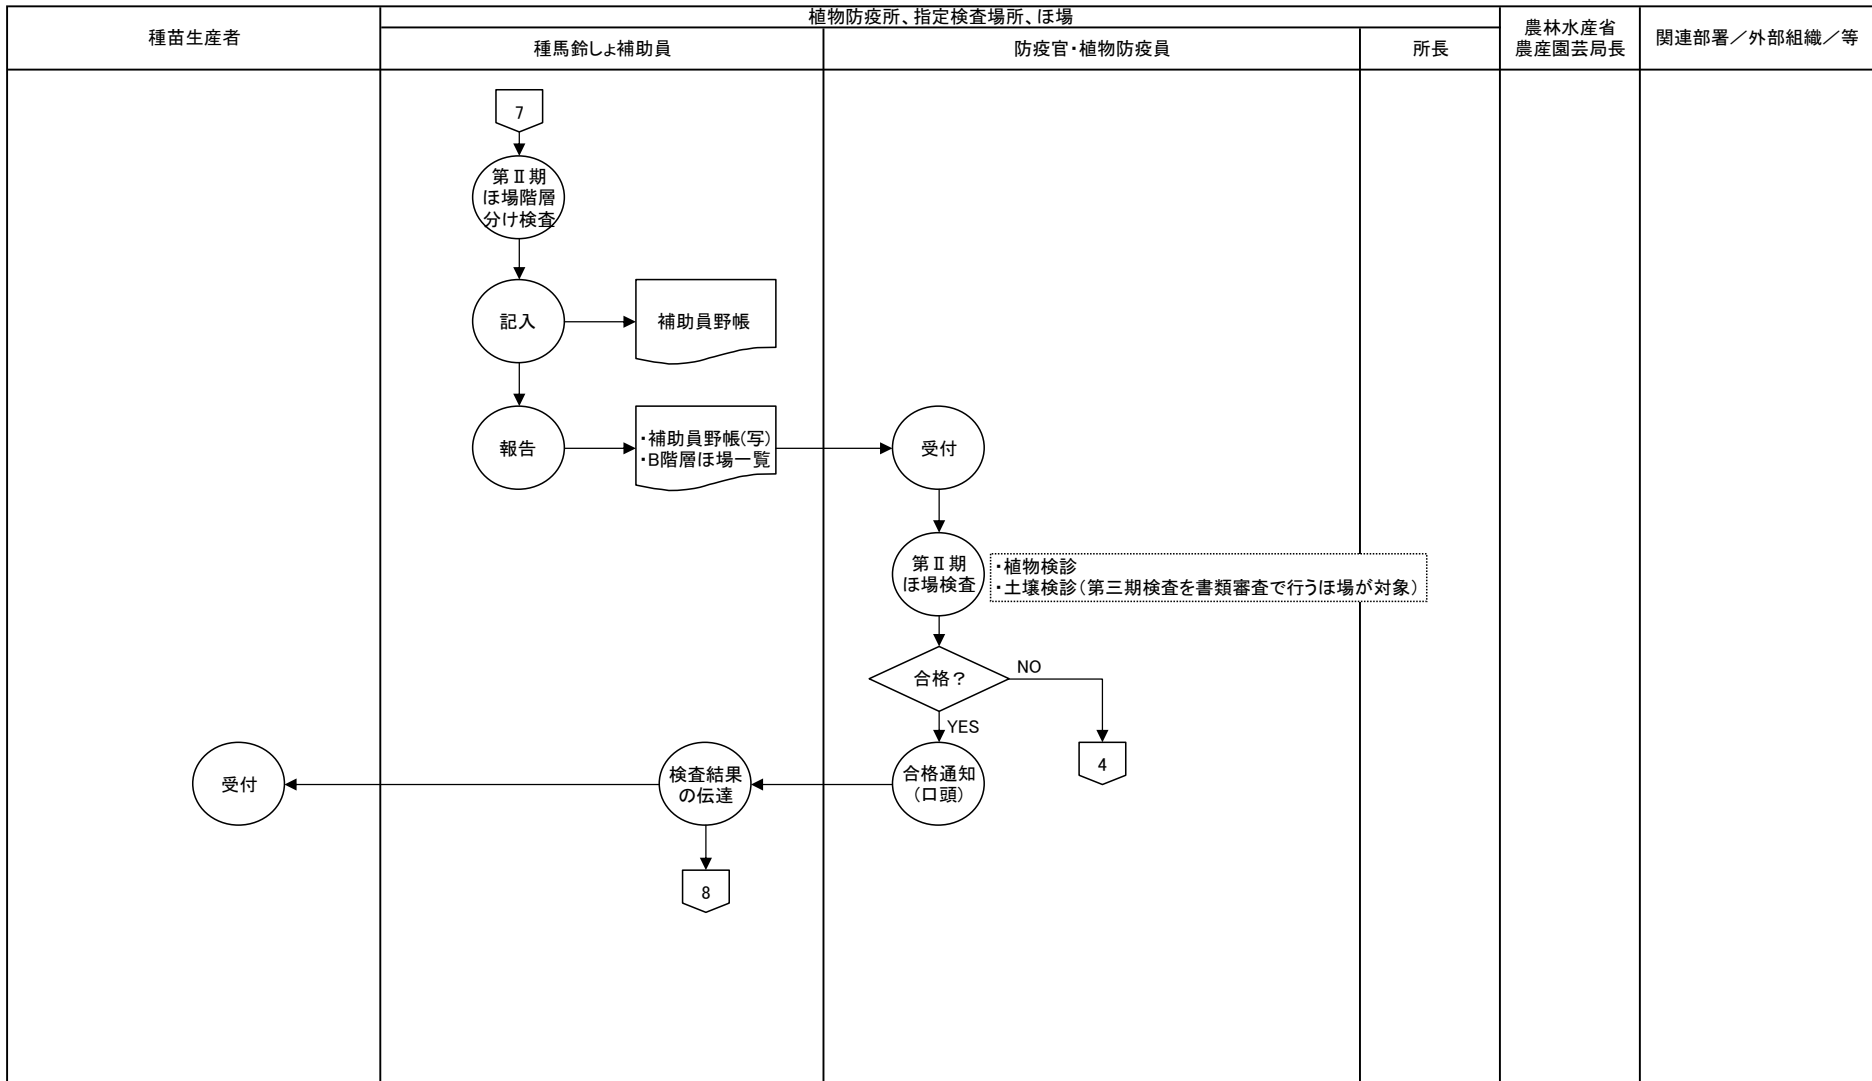 種苗生産者
植物防疫所、指定検査場所、ほ場
種馬鈴しょ補助員
防疫官・植物防疫員
所長
農林水産省
農産園芸局長
関連部署／外部組織／等
7
第Ⅱ期
ほ場階層
分け検査
記入
補助員野帳
報告
・補助員野帳(写)
・B階層ほ場一覧
受付
第Ⅱ期
ほ場検査
・植物検診
・土壌検診（第三期検査を書類審査で行うほ場が対象）
合格？
NO
YES
4
受付
検査結果
の伝達
合格通知
（口頭）
8